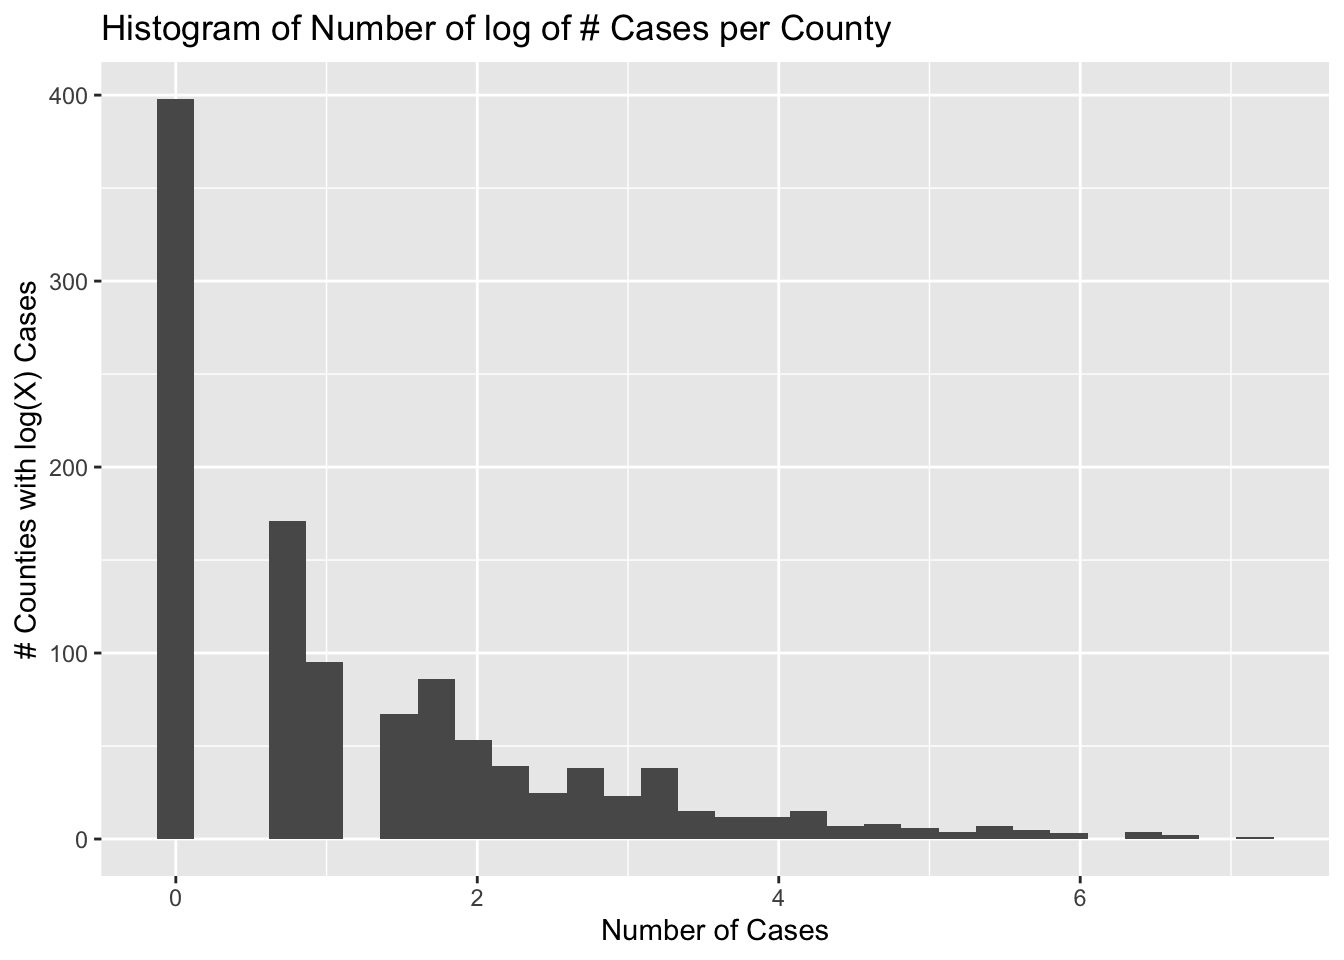 Histogram of Number of log of # Cases per County
# Counties with log(X) Cases
400
300
200
100
0
0 2 4 6
Number of Cases